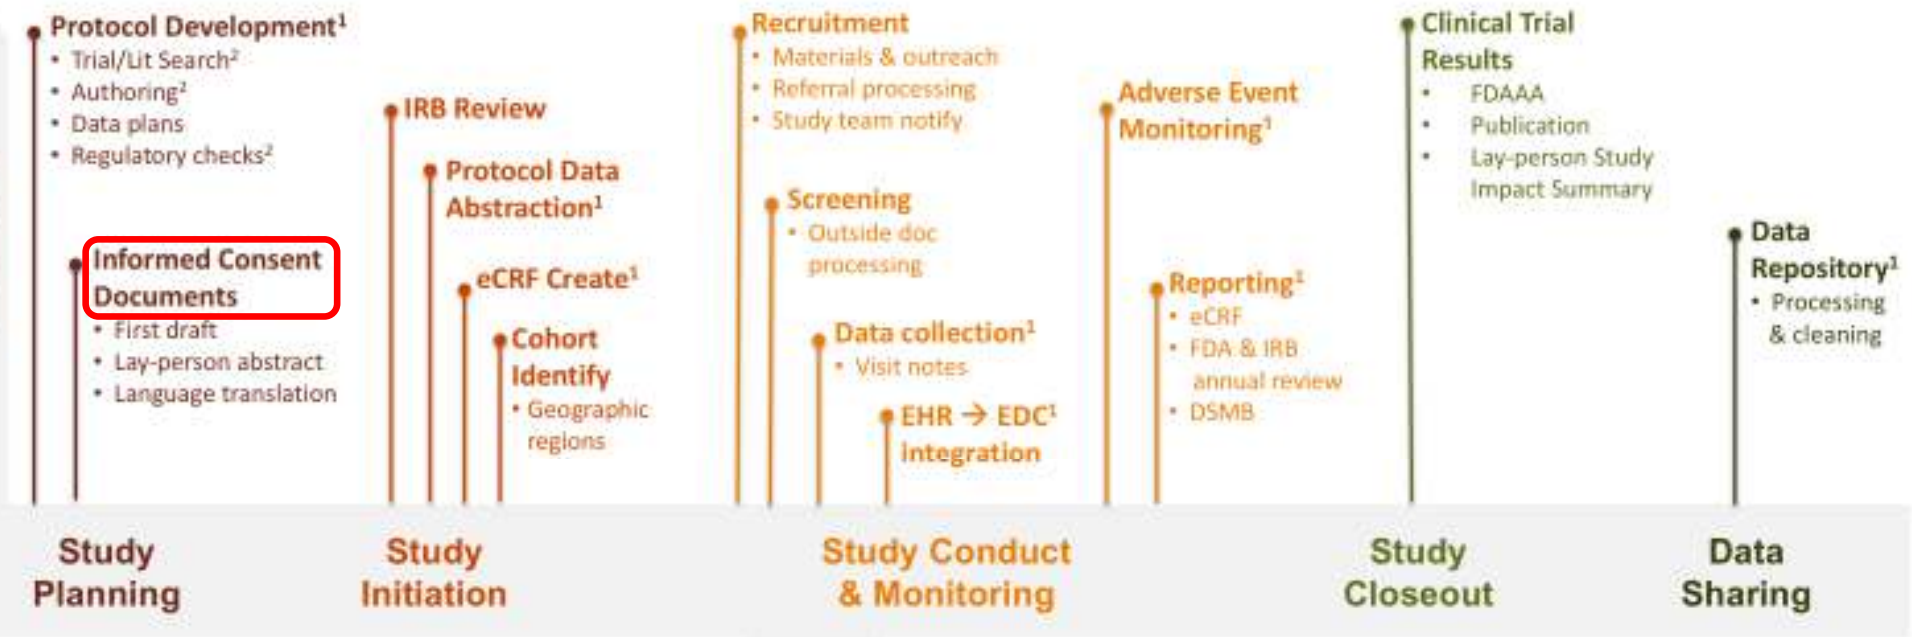 Protocol Development¹
• Trial/Lit Search²
• Authoring²
• Data plans
• Regulatory checks²
Informed Consent
Documents
• First draft
• Lay-person abstract
• Language translation
IRB Review
Protocol Data
Abstraction¹
eCRF Create¹
Cohort
Identify
• Geographic
regions
Recruitment
• Materials & outreach
• Referral processing
• Study team notify
Screening
• Outside doc
processing
Data collection¹
• Visit notes
EHR → EDC¹
integration
Adverse Event
Monitoring¹
Reporting¹
• eCRF
• FDA & IRB
annual review
• DSMB
Clinical Trial
Results
• FDAAA
• Publication
• Lay-person Study
Impact Summary
Data
Repository¹
• Processing
& cleaning
Study
Planning
Study
Initiation
Study Conduct
& Monitoring
Study
Closeout
Data
Sharing